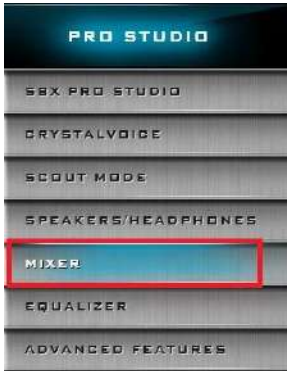 PRO STUDIO
SBX PRO STUDIO
CRYSTALVOICE
SCOUT MODE
SPEAKERS/HEADPHONES
MIXER
EQUALIZER
ADVANCED FEATURES